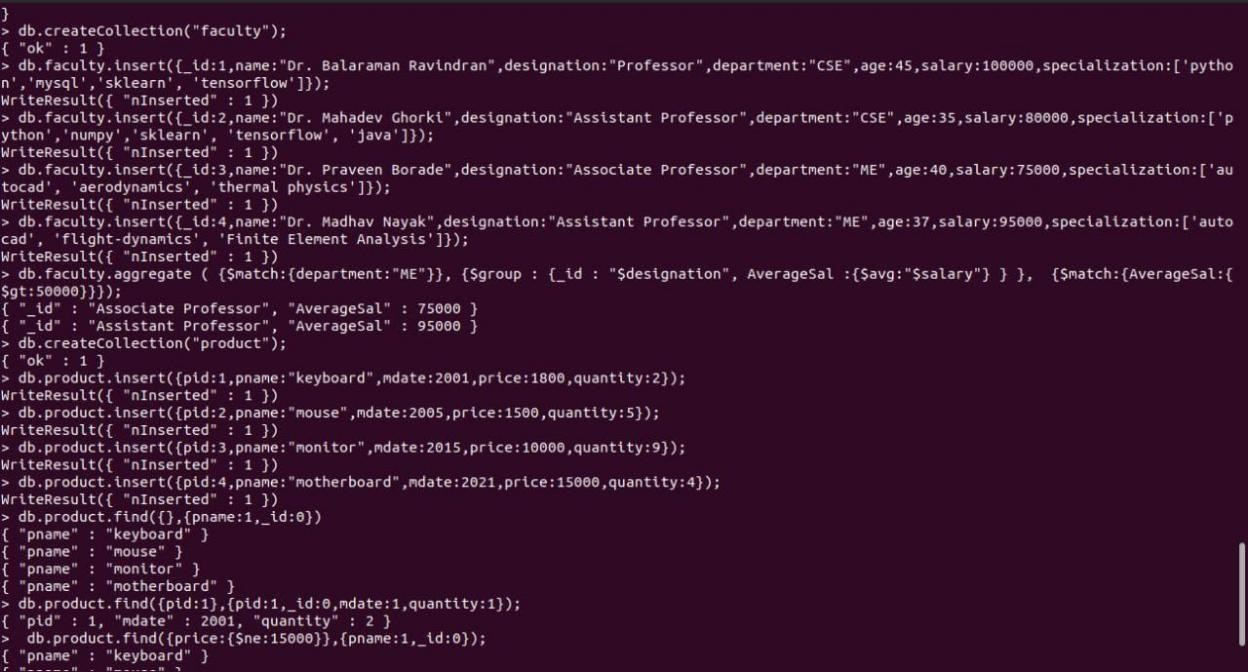 }
> db.createCollection("faculty");
{ "ok" : 1 }
> db.faculty.insert({_id:1,name:"Dr. Balaraman Ravindran",designation:"Professor",department:"CSE",age:45,salary:100000,specialization:['pytho
n','mysql','sklearn', 'tensorflow']});
WriteResult({ "nInserted" : 1 })
> db.faculty.insert({_id:2,name:"Dr. Mahadev Ghorki",designation:"Assistant Professor",department:"CSE",age:35,salary:80000,specialization:['p
ython','numpy','sklearn', 'tensorflow', 'java']});
WriteResult({ "nInserted" : 1 })
> db.faculty.insert({_id:3,name:"Dr. Praveen Borade",designation:"Associate Professor",department:"ME",age:40,salary:75000,specialization:['au
tocad', 'aerodynamics', 'thermal physics']});
WriteResult({ "nInserted" : 1 })
> db.faculty.insert({_id:4,name:"Dr. Madhav Nayak",designation:"Assistant Professor",department:"ME",age:37,salary:95000,specialization:['auto
cad', 'flight-dynamics', 'Finite Element Analysis']});
WriteResult({ "nInserted" : 1 })
> db.faculty.aggregate ( {$match:{department:"ME"}}, {$group : {_id : "$designation", AverageSal :{$avg:"$salary"} } },  {$match:{AverageSal:{
$gt:50000}}});
{ "_id" : "Associate Professor", "AverageSal" : 75000 }
{ "_id" : "Assistant Professor", "AverageSal" : 95000 }
> db.createCollection("product");
{ "ok" : 1 }
> db.product.insert({pid:1,pname:"keyboard",mdate:2001,price:1800,quantity:2});
WriteResult({ "nInserted" : 1 })
> db.product.insert({pid:2,pname:"mouse",mdate:2005,price:1500,quantity:5});
WriteResult({ "nInserted" : 1 })
> db.product.insert({pid:3,pname:"monitor",mdate:2015,price:10000,quantity:9});
WriteResult({ "nInserted" : 1 })
> db.product.insert({pid:4,pname:"motherboard",mdate:2021,price:15000,quantity:4});
WriteResult({ "nInserted" : 1 })
> db.product.find({},{pname:1,_id:0})
{ "pname" : "keyboard" }
{ "pname" : "mouse" }
{ "pname" : "monitor" }
{ "pname" : "motherboard" }
> db.product.find({pid:1},{pid:1,_id:0,mdate:1,quantity:1});
{ "pid" : 1, "mdate" : 2001, "quantity" : 2 }
>  db.product.find({price:{$ne:15000}},{pname:1,_id:0});
{ "pname" : "keyboard" }